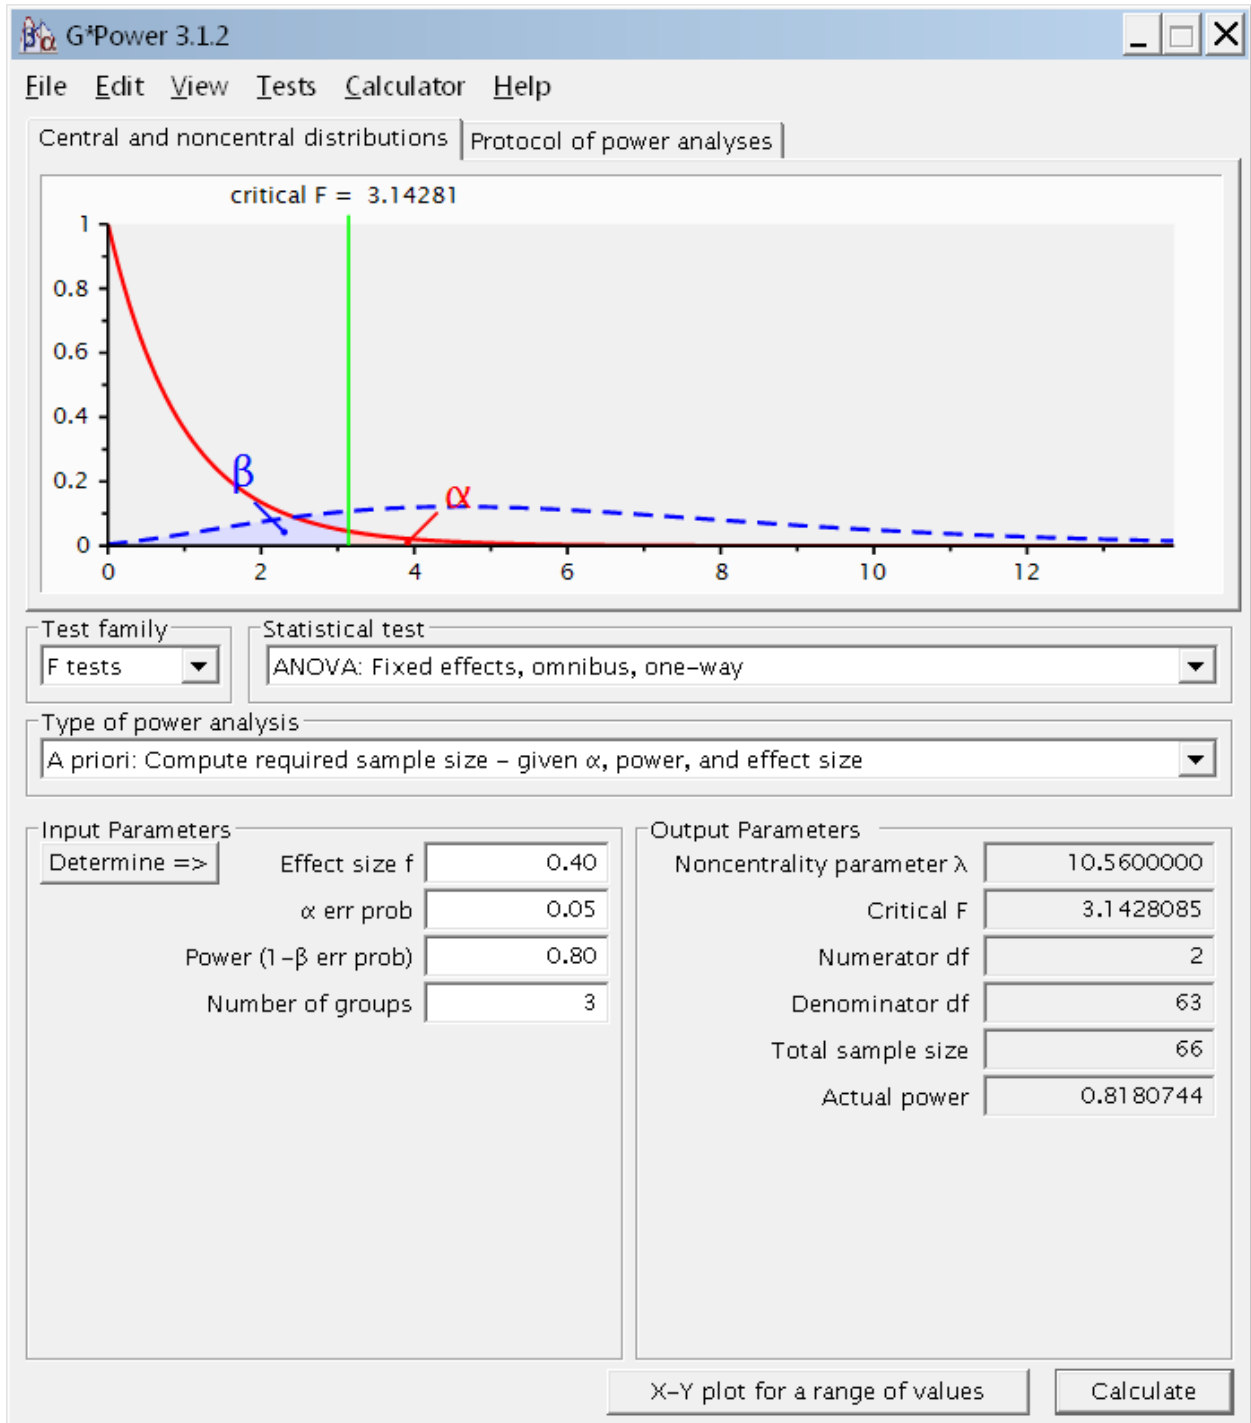 G*Power 3.1.2
File Edit View Tests Calculator Help
Central and noncentral distributions Protocol of power analyses
critical F = 3.14281
1
0.8
0.6
0.4
0.2
0
β
α
0 2 4 6 8 10 12
Test family Statistical test
F tests ANOVA: Fixed effects, omnibus, one-way
Type of power analysis
A priori: Compute required sample size - given α, power, and effect size
Input Parameters
Determine =>
Effect size f 0.40
α err prob 0.05
Power (1-β err prob) 0.80
Number of groups 3
Output Parameters
Noncentrality parameter λ 10.5600000
Critical F 3.1428085
Numerator df 2
Denominator df 63
Total sample size 66
Actual power 0.8180744
X-Y plot for a range of values Calculate